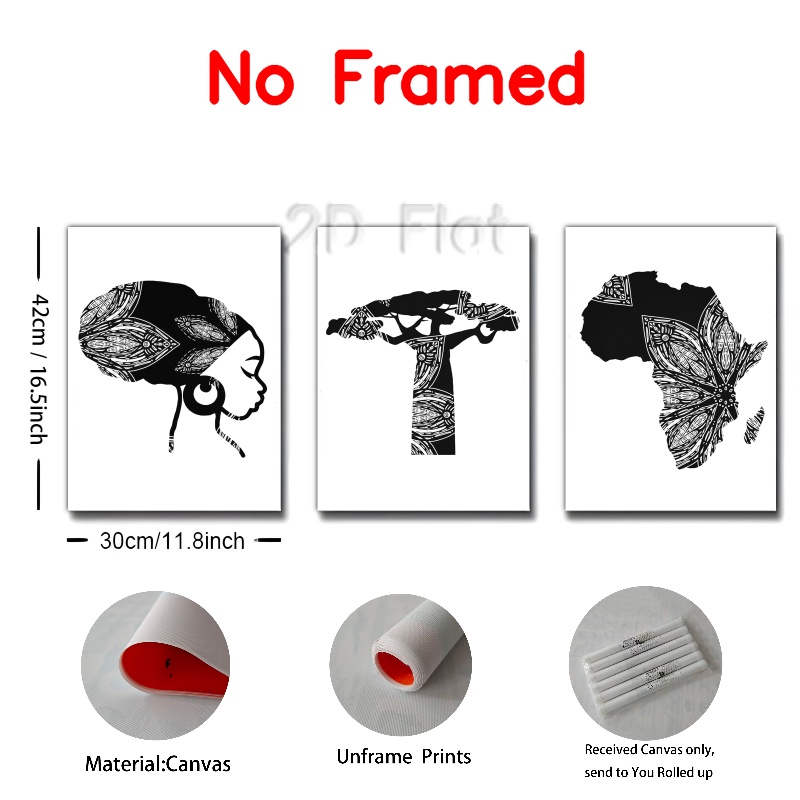 No Framed
2D Flat
42cm / 16.5inch
30cm/11.8inch
Material:Canvas
Unframe Prints
Received Canvas only,
send to You Rolled up